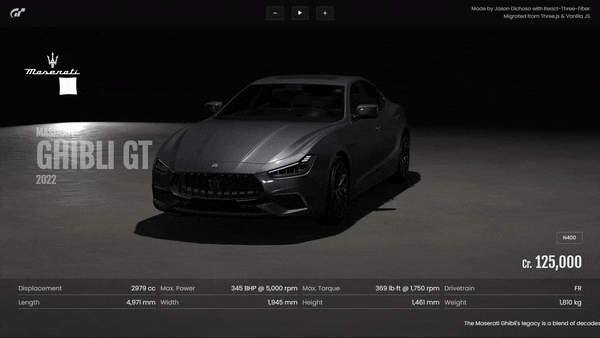 Made by Jason Dichoso with React-Three-Fiber.
Migrated from Three.js & Vanilla JS.
Maserati
MASERATI
GHIBLI GT
2022
N400
Cr. 125,000
Displacement 2979 cc Max. Power 345 BHP @ 5,000 rpm Max. Torque 369 lb-ft @ 1,750 rpm Drivetrain FR
Length 4,971 mm Width 1,945 mm Height 1,461 mm Weight 1,810 kg
The Maserati Ghibli's legacy is a blend of decades